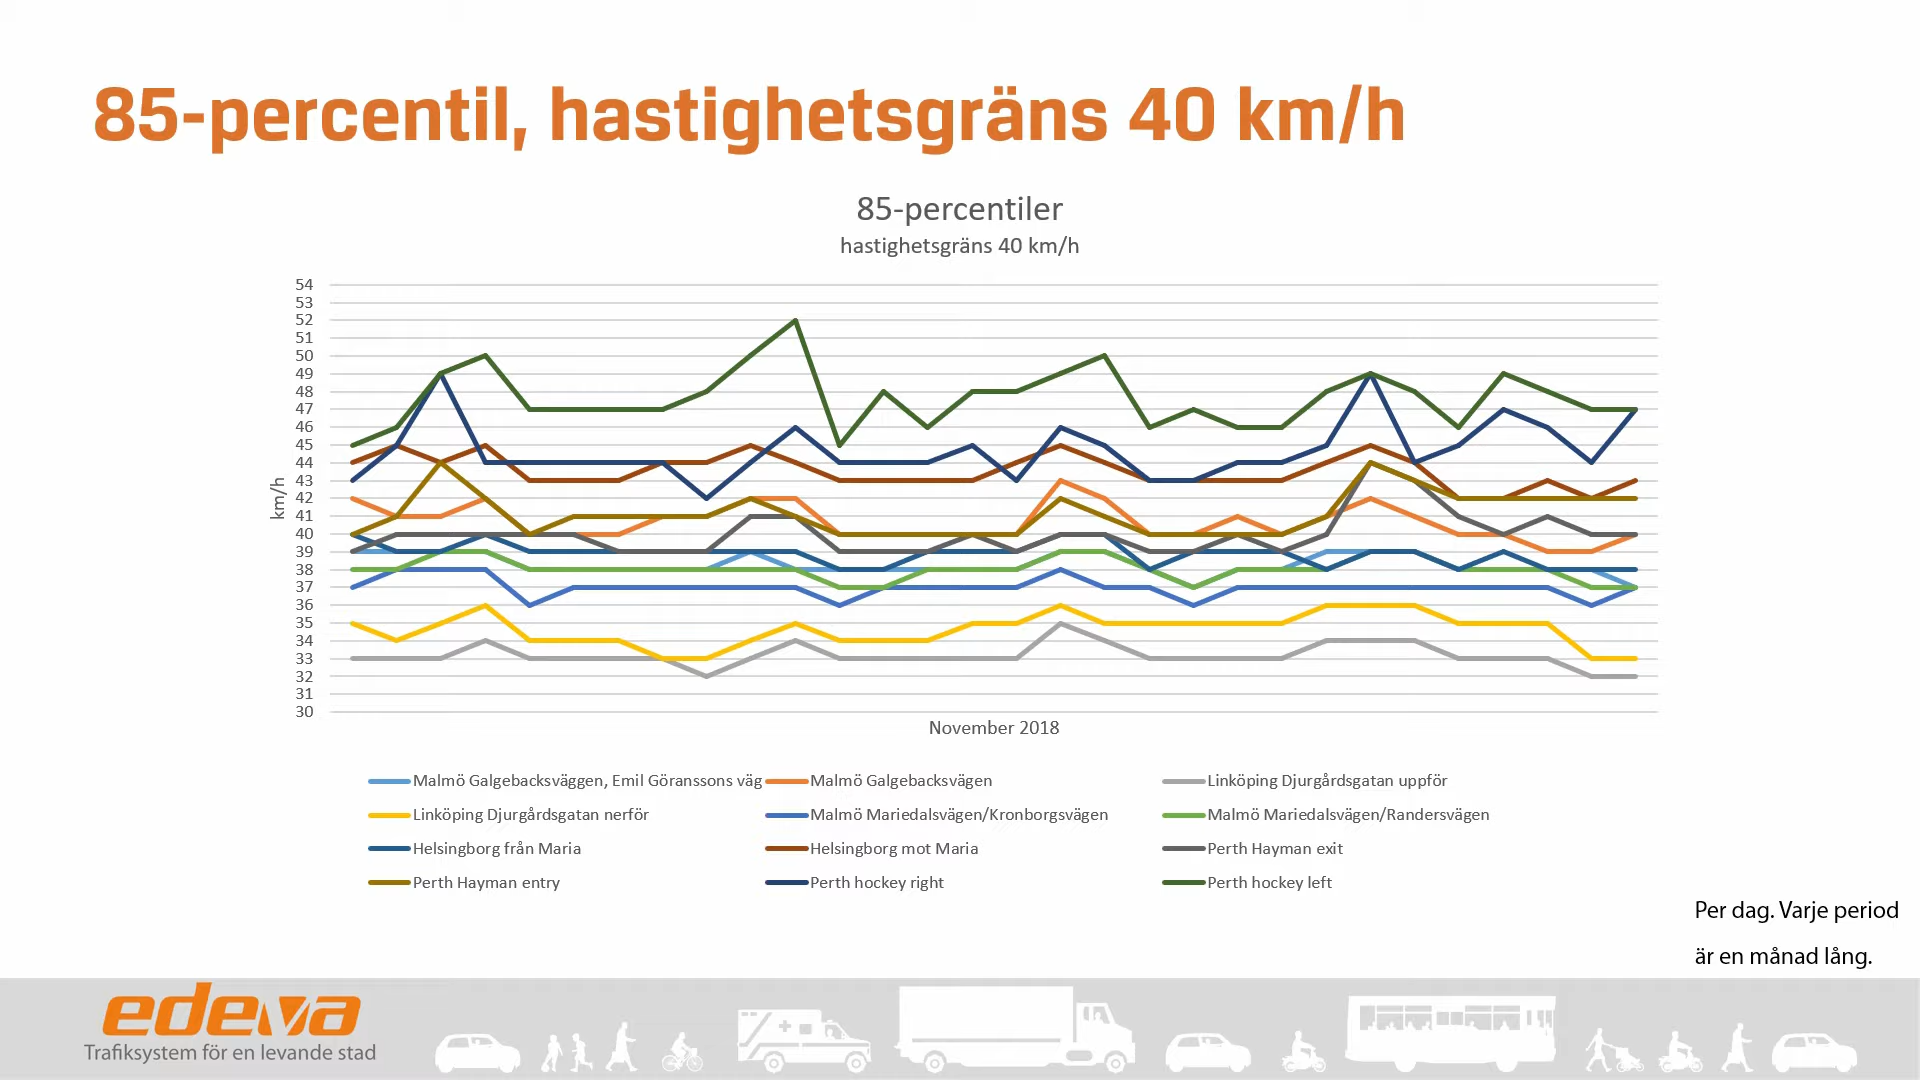 85-percentil, hastighetsgräns 40 km/h
85-percentiler
hastighetsgräns 40 km/h
54
53
52
51
50
49
48
47
46
45
44
43
42
41
40
39
38
37
36
35
34
33
32
31
30
km/h
November 2018
Malmö Galgebacksväggen, Emil Göranssons väg Malmö Galgebacksvägen Linköping Djurgårdsgatan uppför
Linköping Djurgårdsgatan nerför Malmö Mariedalsvägen/Kronborgsvägen Malmö Mariedalsvägen/Randersvägen
Helsingborg från Maria Helsingborg mot Maria Perth Hayman exit
Perth Hayman entry Perth hockey right Perth hockey left
Per dag. Varje period
är en månad lång.
edeva
Trafiksystem för en levande stad